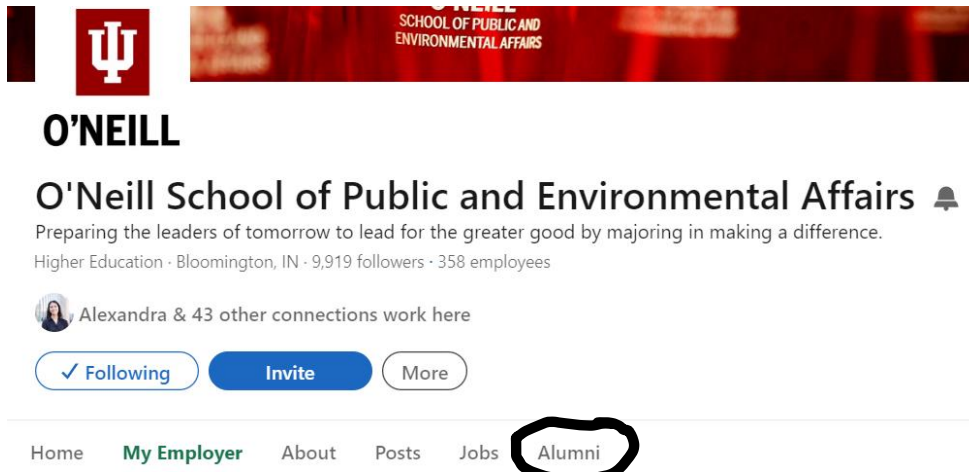 O'NEILL
SCHOOL OF PUBLIC AND
ENVIRONMENTAL AFFAIRS
O'NEILL
O'Neill School of Public and Environmental Affairs
Preparing the leaders of tomorrow to lead for the greater good by majoring in making a difference.
Higher Education · Bloomington, IN · 9,919 followers · 358 employees
Alexandra & 43 other connections work here
✓ Following Invite More
Home My Employer About Posts Jobs Alumni